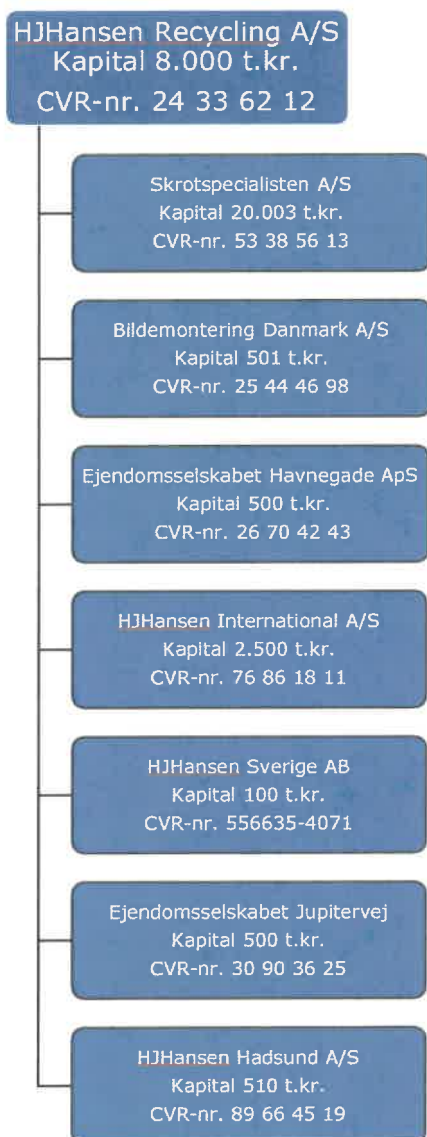 HJHansen Recycling A/S
Kapital 8.000 t.kr.
CVR-nr. 24 33 62 12
Skrotspecialisten A/S
Kapital 20.003 t.kr.
CVR-nr. 53 38 56 13
Bildemontering Danmark A/S
Kapital 501 t.kr.
CVR-nr. 25 44 46 98
Ejendomsselskabet Havnegade ApS
Kapital 500 t.kr.
CVR-nr. 26 70 42 43
HJHansen International A/S
Kapital 2.500 t.kr.
CVR-nr. 76 86 18 11
HJHansen Sverige AB
Kapital 100 t.kr.
CVR-nr. 556635-4071
Ejendomsselskabet Jupitervej
Kapital 500 t.kr.
CVR-nr. 30 90 36 25
HJHansen Hadsund A/S
Kapital 510 t.kr.
CVR-nr. 89 66 45 19